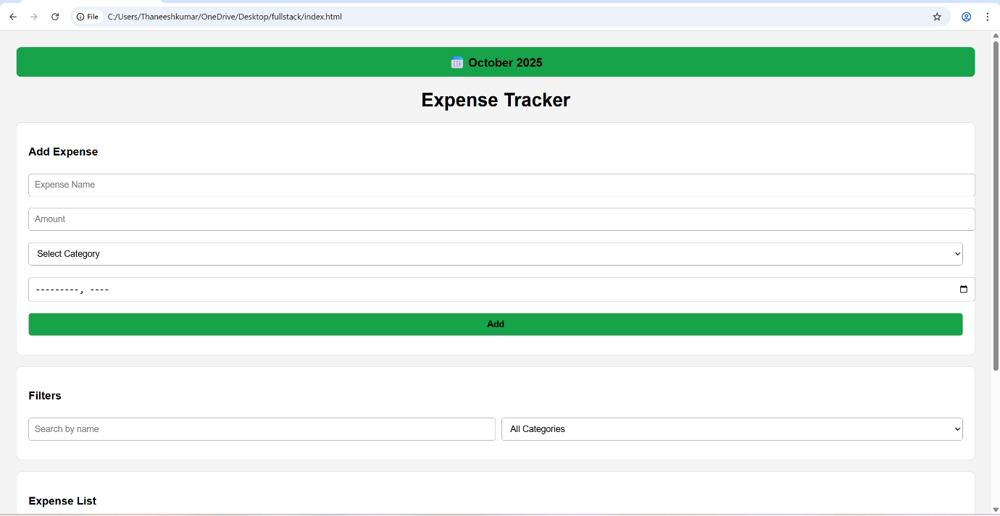 File C:/Users/Thaneeshkumar/OneDrive/Desktop/fullstack/index.html
October 2025
Expense Tracker
Add Expense
Expense Name
Amount
Select Category
---------, ----
Add
Filters
Search by name All Categories
Expense List